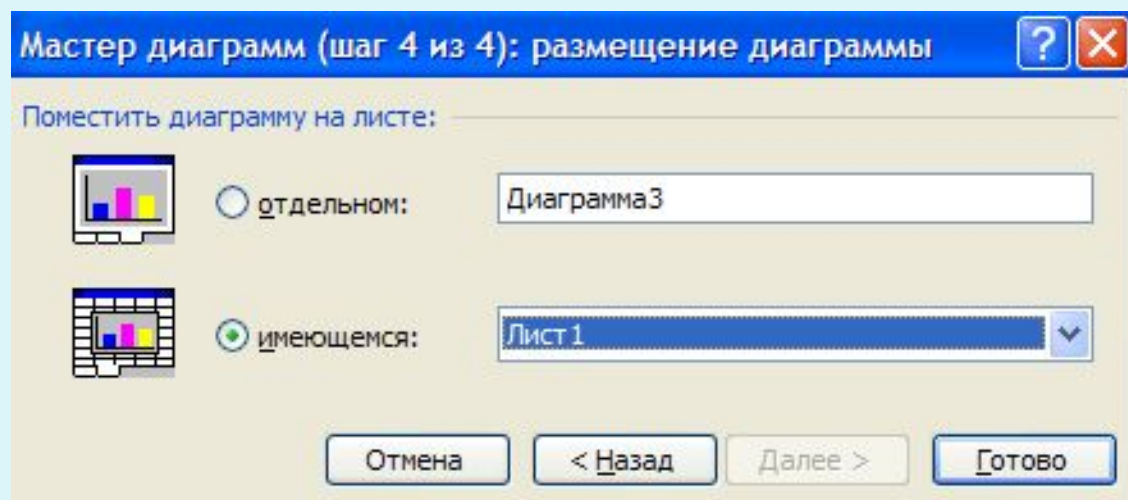 Мастер диаграмм (шаг 4 из 4): размещение диаграммы
Поместить диаграмму на листе:
отдельном: Диаграмма3
имеющемся: Лист1
Отмена < Назад Далее > Готово